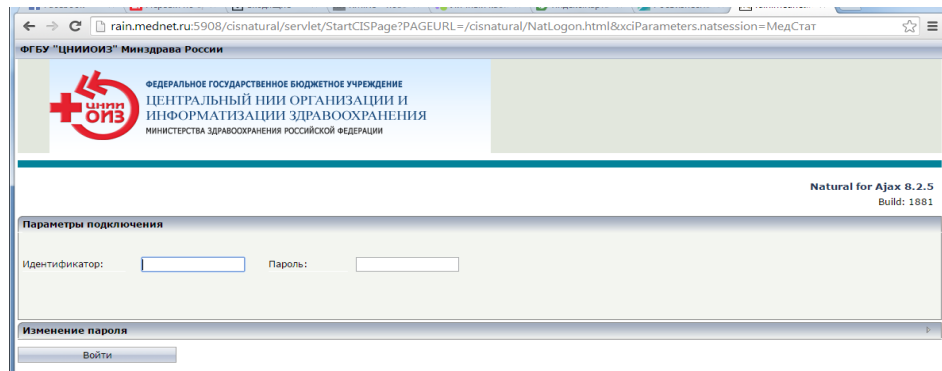 rain.mednet.ru:5908/cisnatural/servlet/StartCISPage?PAGEURL=/cisnatural/NatLogon.html&xciParameters.natsession=МедСтат
ФГБУ "ЦНИИОИЗ" Минздрава России
ЦНИИ
ОИЗ
ФЕДЕРАЛЬНОЕ ГОСУДАРСТВЕННОЕ БЮДЖЕТНОЕ УЧРЕЖДЕНИЕ
ЦЕНТРАЛЬНЫЙ НИИ ОРГАНИЗАЦИИ И
ИНФОРМАТИЗАЦИИ ЗДРАВООХРАНЕНИЯ
МИНИСТЕРСТВА ЗДРАВООХРАНЕНИЯ РОССИЙСКОЙ ФЕДЕРАЦИИ
Natural for Ajax 8.2.5
Build: 1881
Параметры подключения
Идентификатор: Пароль:
Изменение пароля
Войти